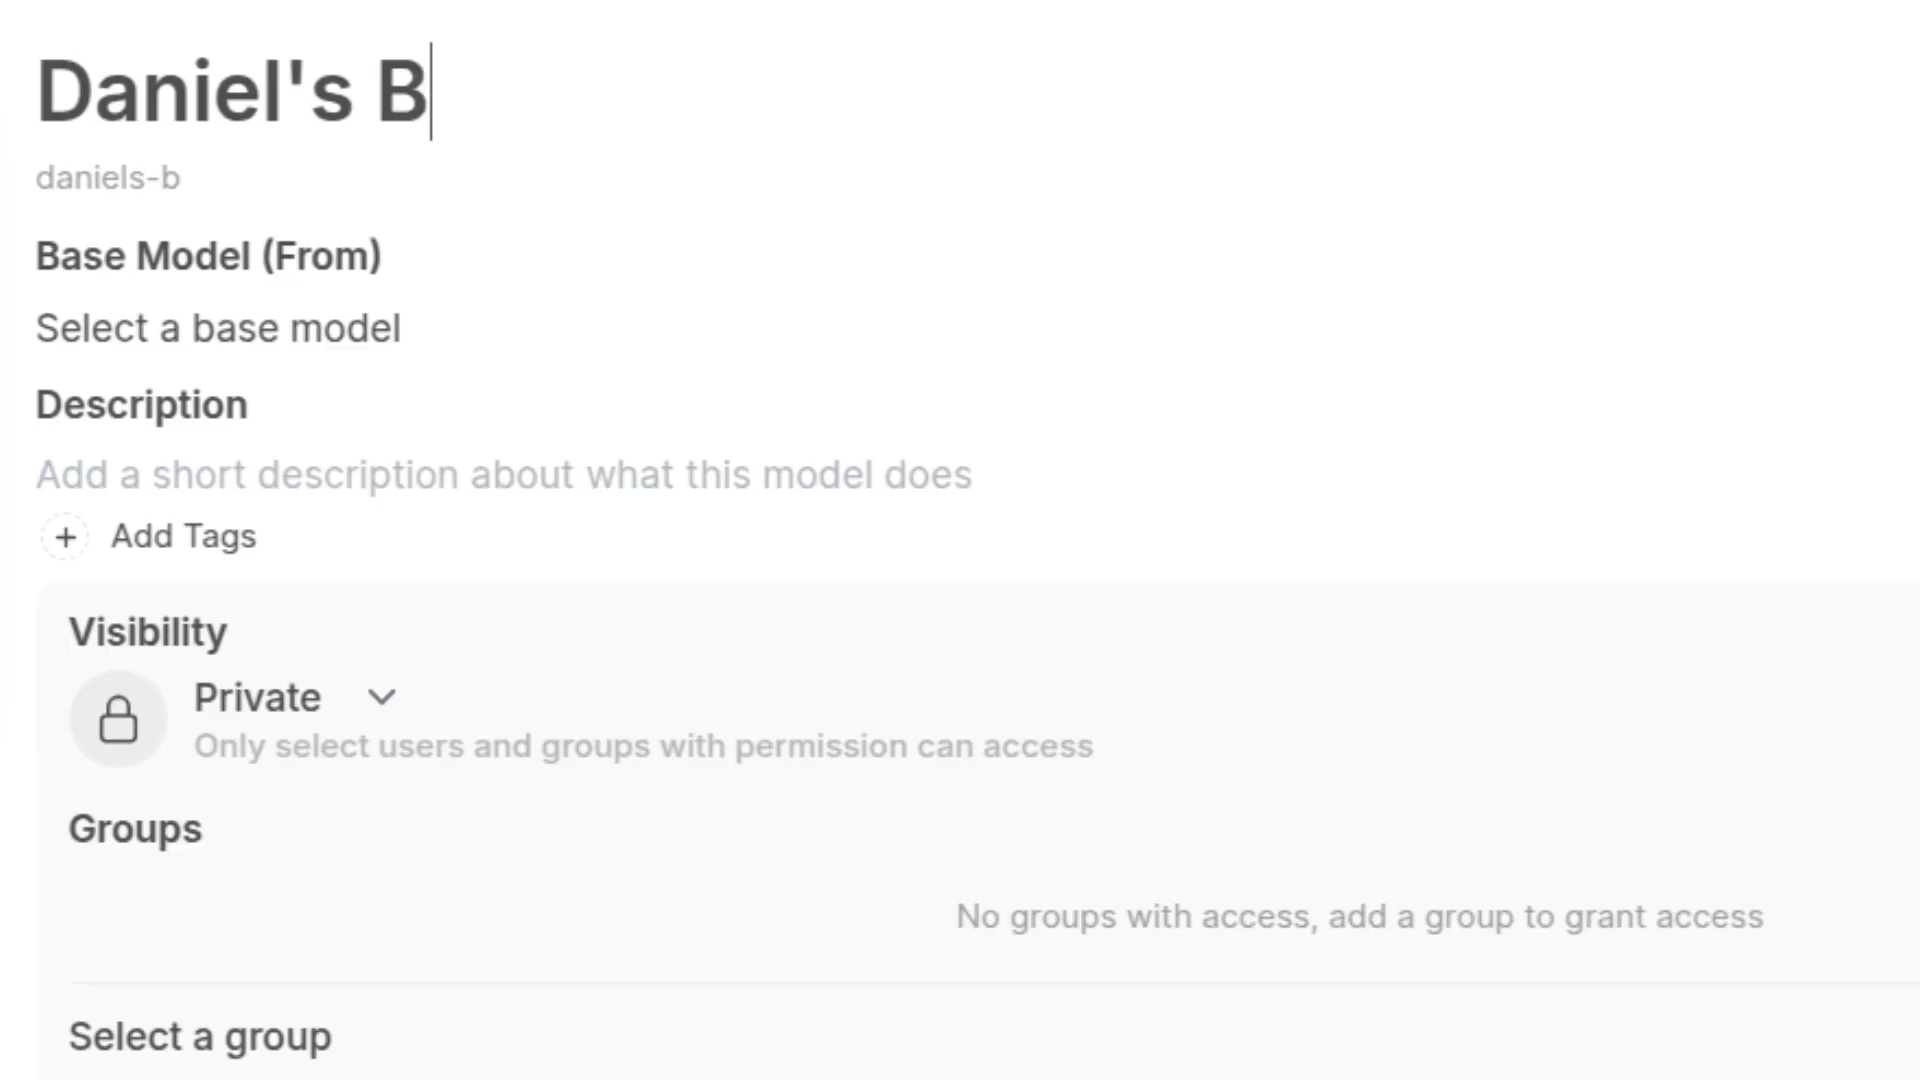 Daniel's B
daniels-b
Base Model (From)
Select a base model
Description
Add a short description about what this model does
+ Add Tags
Visibility
Private
Only select users and groups with permission can access
Groups
No groups with access, add a group to grant access
Select a group